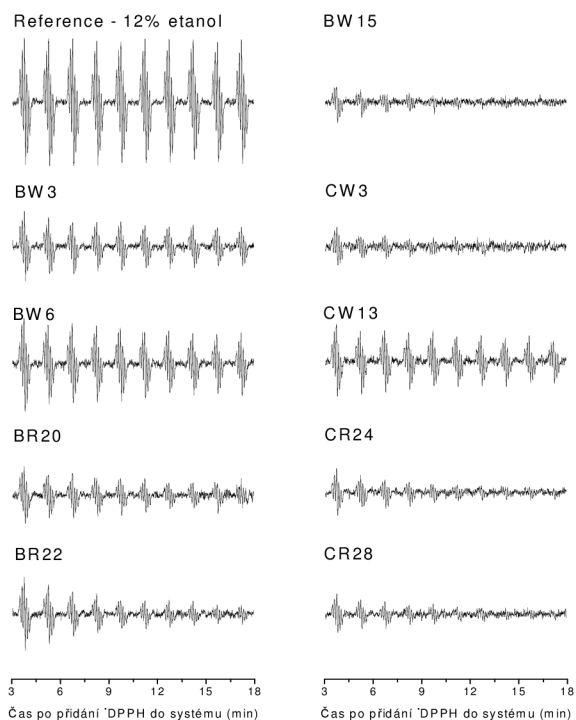 Reference - 12% etanol
BW3
BW6
BR20
BR22
3 6 9 12 15 18
Čas po přidání ˙DPPH do systému (min)
BW15
CW3
CW13
CR24
CR28
3 6 9 12 15 18
Čas po přidání ˙DPPH do systému (min)